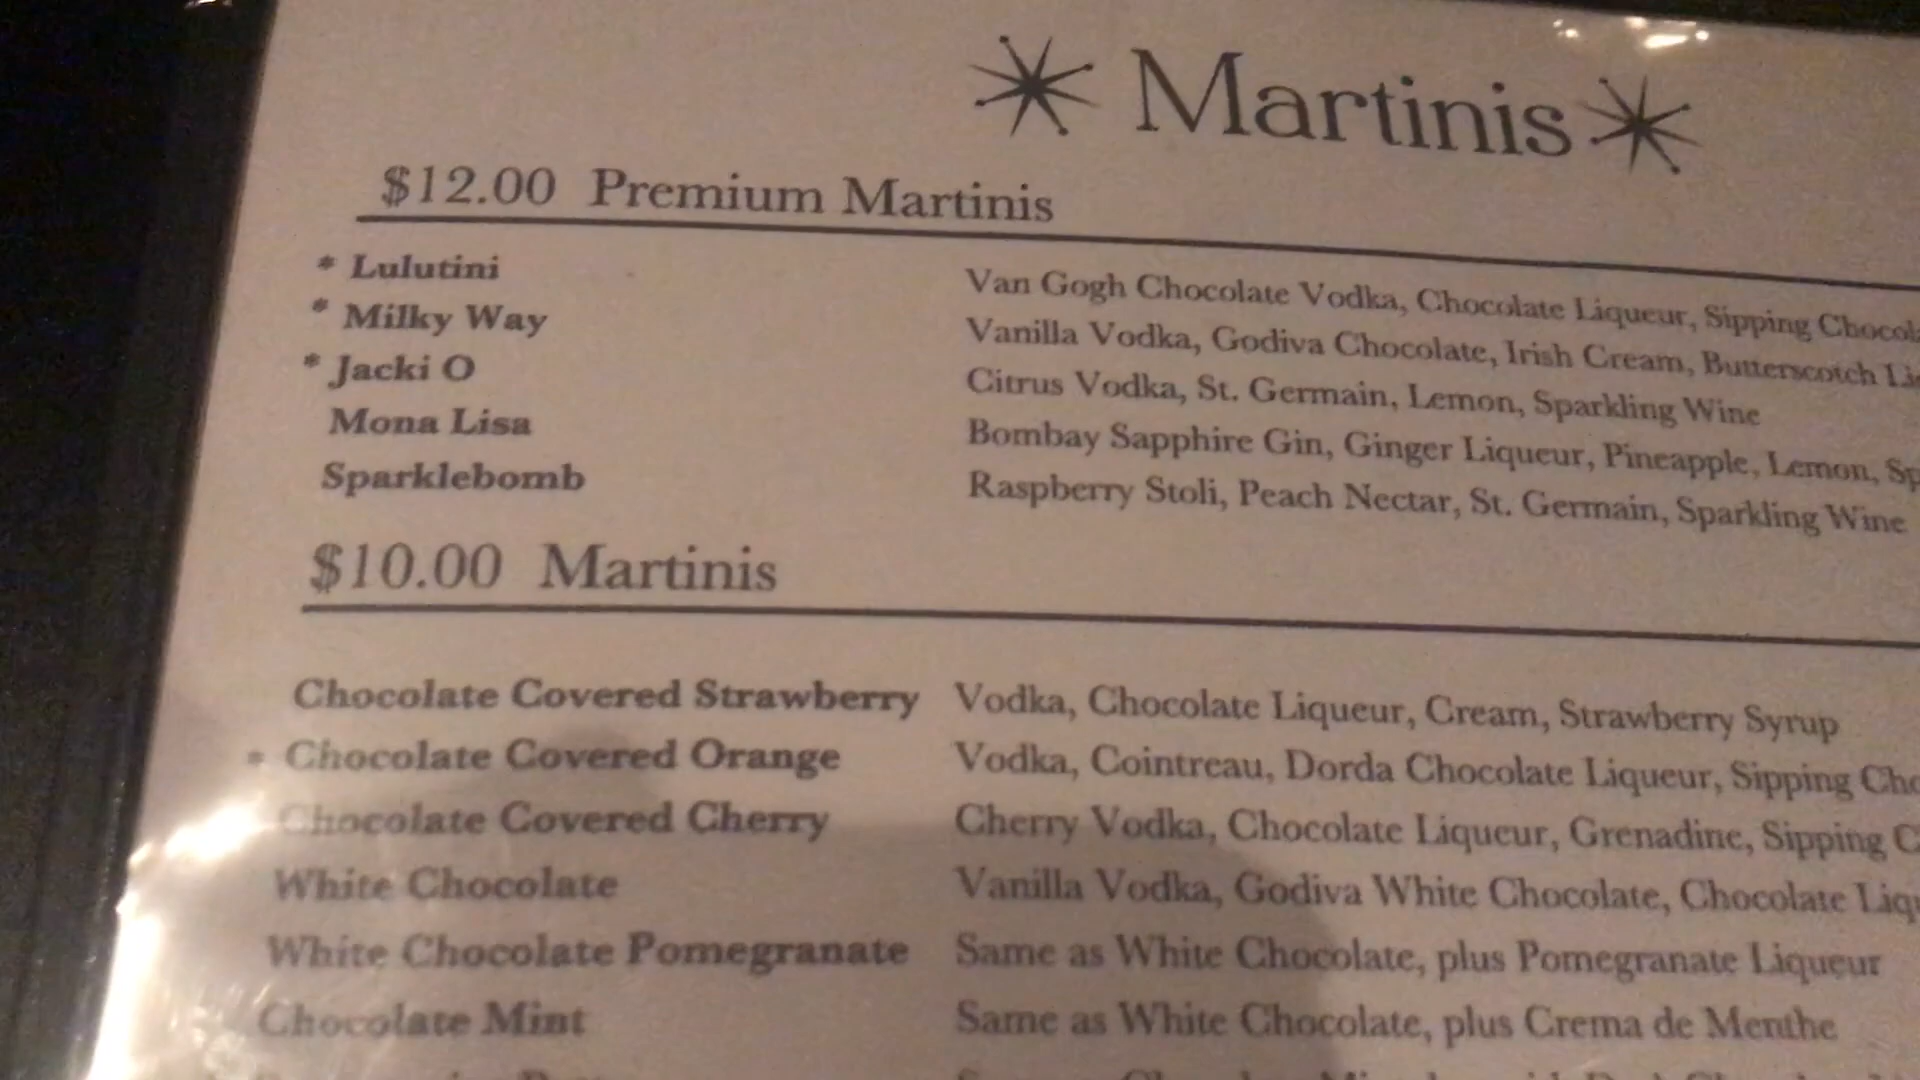 Martinis
$12.00 Premium Martinis
* Lulutini Van Gogh Chocolate Vodka, Chocolate Liqueur, Sipping
* Milky Way Vanilla Vodka, Godiva Chocolate, Irish Cream, Butterscotch
* Jacki O Citrus Vodka, St. Germain, Lemon, Sparkling Wine
Mona Lisa Bombay Sapphire Gin, Ginger Liqueur, Pineapple, Lemon,
Sparklebomb Raspberry Stoli, Peach Nectar, St. Germain, Sparkling Wine
$10.00 Martinis
Chocolate Covered Strawberry Vodka, Chocolate Liqueur, Cream, Strawberry Syrup
* Chocolate Covered Orange Vodka, Cointreau, Dorda Chocolate Liqueur, Sipping
Chocolate Covered Cherry Cherry Vodka, Chocolate Liqueur, Grenadine, Sipping
White Chocolate Vanilla Vodka, Godiva White Chocolate, Chocolate
White Chocolate Pomegranate Same as White Chocolate, plus Pomegranate Liqueur
Chocolate Mint Same as White Chocolate, plus Crema de Menthe